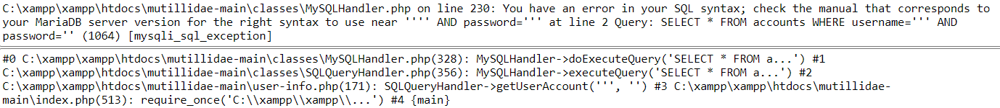 C:\xampp\xampp\htdocs\mutillidae-main\classes\MySQLHandler.php on line 230: You have an error in your SQL syntax; check the manual that corresponds to
your MariaDB server version for the right syntax to use near '''' AND password=''' at line 2 Query: SELECT * FROM accounts WHERE username=''' AND
password='' (1064) [mysqli_sql_exception]
#0 C:\xampp\xampp\htdocs\mutillidae-main\classes\MySQLHandler.php(328): MySQLHandler->doExecuteQuery('SELECT * FROM a...') #1
C:\xampp\xampp\htdocs\mutillidae-main\classes\SQLQueryHandler.php(356): MySQLHandler->executeQuery('SELECT * FROM a...') #2
C:\xampp\xampp\htdocs\mutillidae-main\user-info.php(171): SQLQueryHandler->getUserAccount(''', '') #3 C:\xampp\xampp\htdocs\mutillidae-
main\index.php(513): require_once('C:\\xampp\\xampp\\...') #4 {main}